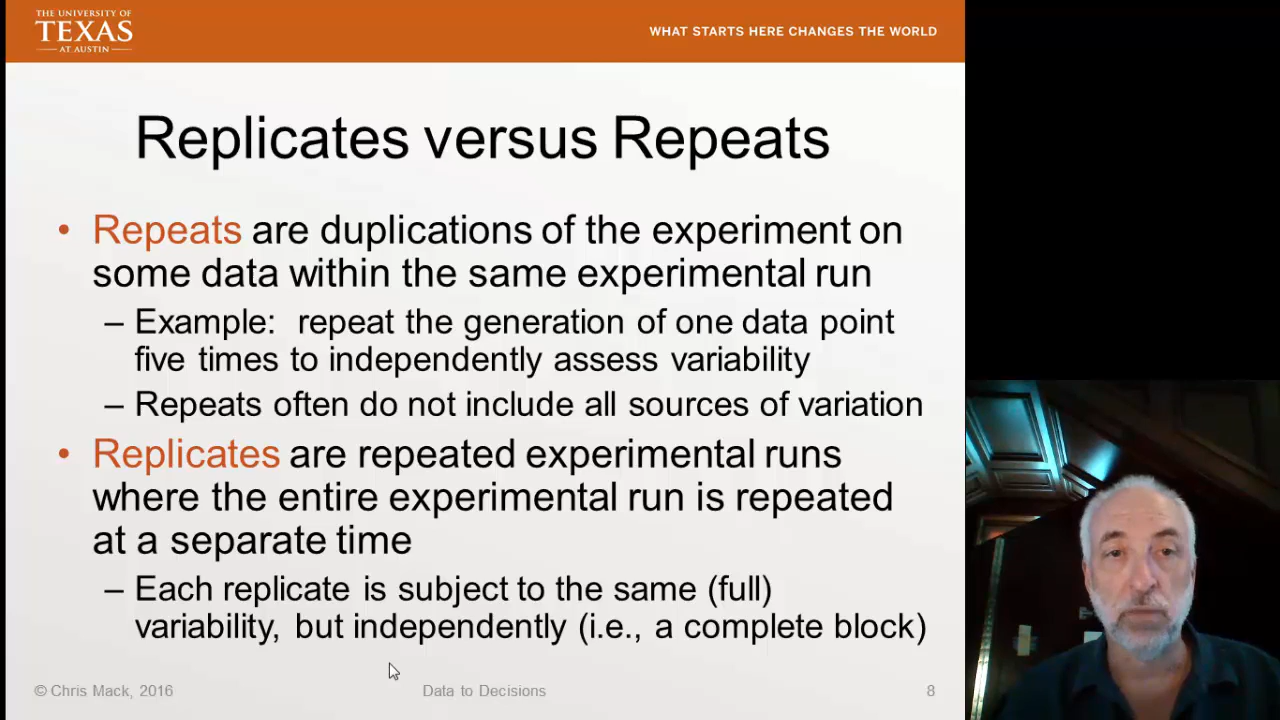 THE UNIVERSITY OF
TEXAS
AT AUSTIN
WHAT STARTS HERE CHANGES THE WORLD
Replicates versus Repeats
• Repeats are duplications of the experiment on
some data within the same experimental run
– Example: repeat the generation of one data point
five times to independently assess variability
– Repeats often do not include all sources of variation
• Replicates are repeated experimental runs
where the entire experimental run is repeated
at a separate time
– Each replicate is subject to the same (full)
variability, but independently (i.e., a complete block)
© Chris Mack, 2016
Data to Decisions
8